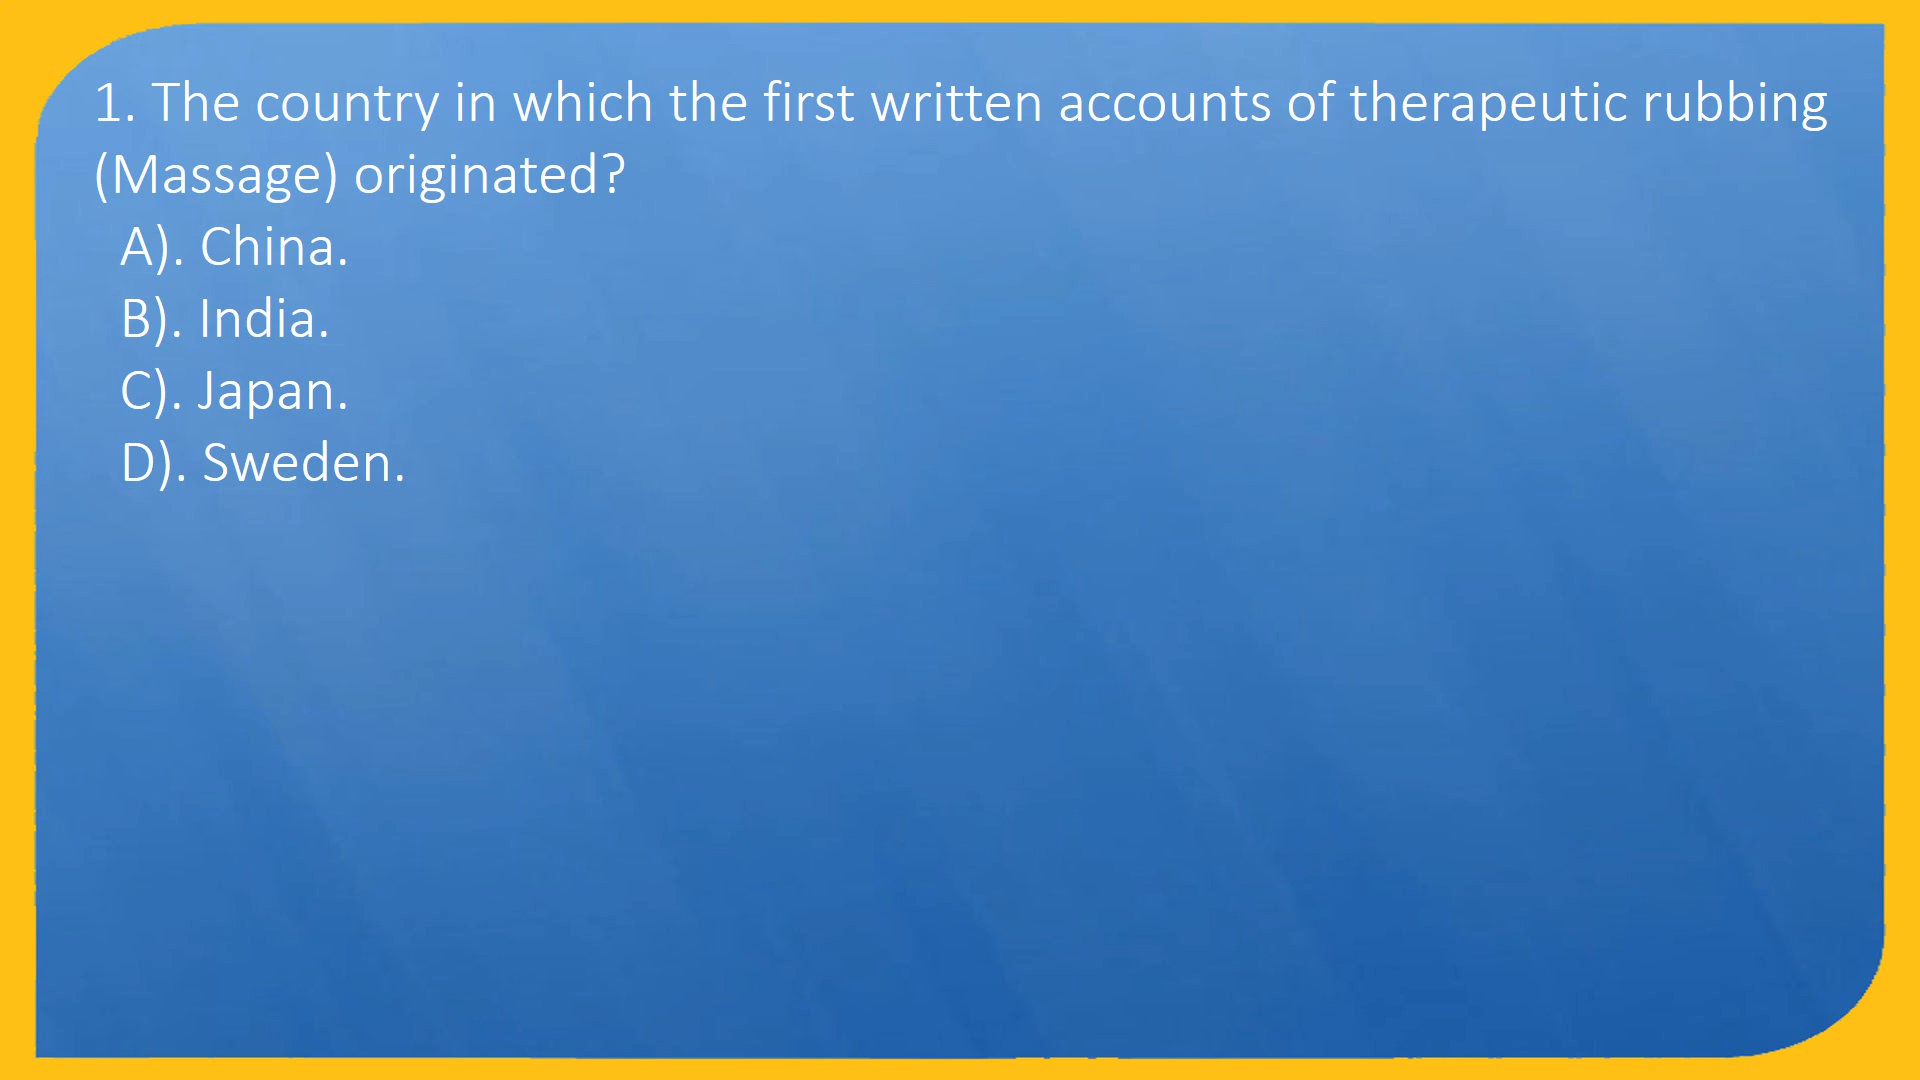 1. The country in which the first written accounts of therapeutic rubbing
(Massage) originated?
A). China.
B). India.
C). Japan.
D). Sweden.